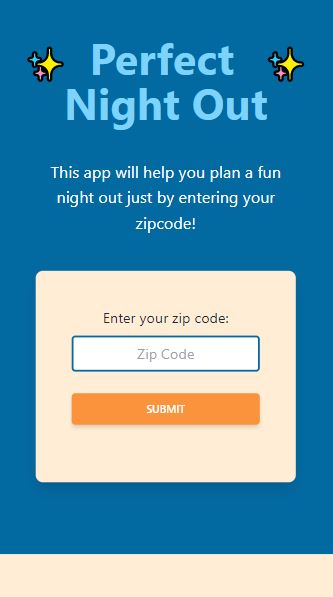 Perfect
Night Out
This app will help you plan a fun
night out just by entering your
zipcode!
Enter your zip code:
Zip Code
SUBMIT